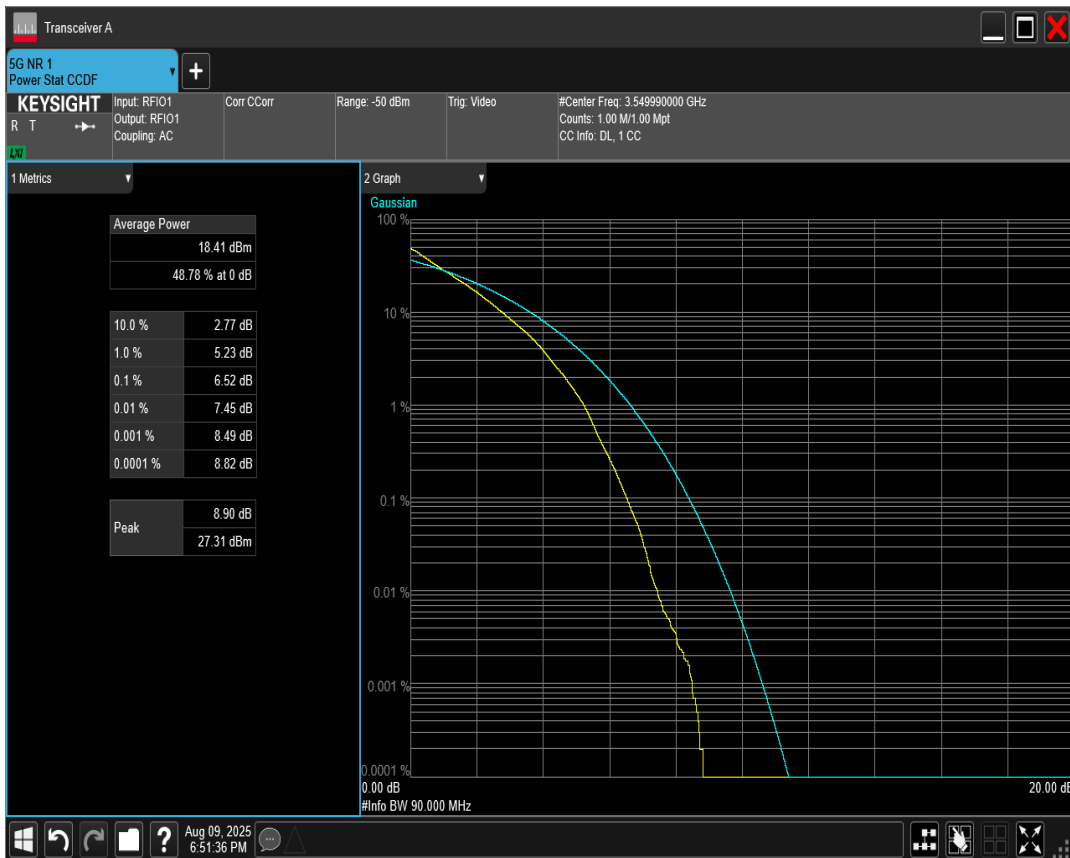 Transceiver A
5G NR 1
Power Stat CCDF
KEYSIGHT
R T
LXI
Input: RFIO1
Output: RFIO1
Coupling: AC
Corr CCorr
Range: -50 dBm
Trig: Video
#Center Freq: 3.549990000 GHz
Counts: 1.00 M/1.00 Mpt
CC Info: DL, 1 CC
1 Metrics
Average Power
18.41 dBm
48.78 % at 0 dB
10.0 % 2.77 dB
1.0 % 5.23 dB
0.1 % 6.52 dB
0.01 % 7.45 dB
0.001 % 8.49 dB
0.0001 % 8.82 dB
Peak
8.90 dB
27.31 dBm
2 Graph
Gaussian
100 %
10 %
1 %
0.1 %
0.01 %
0.001 %
0.0001 %
0.00 dB 20.00 dB
#Info BW 90.000 MHz
?
Aug 09, 2025
6:51:36 PM